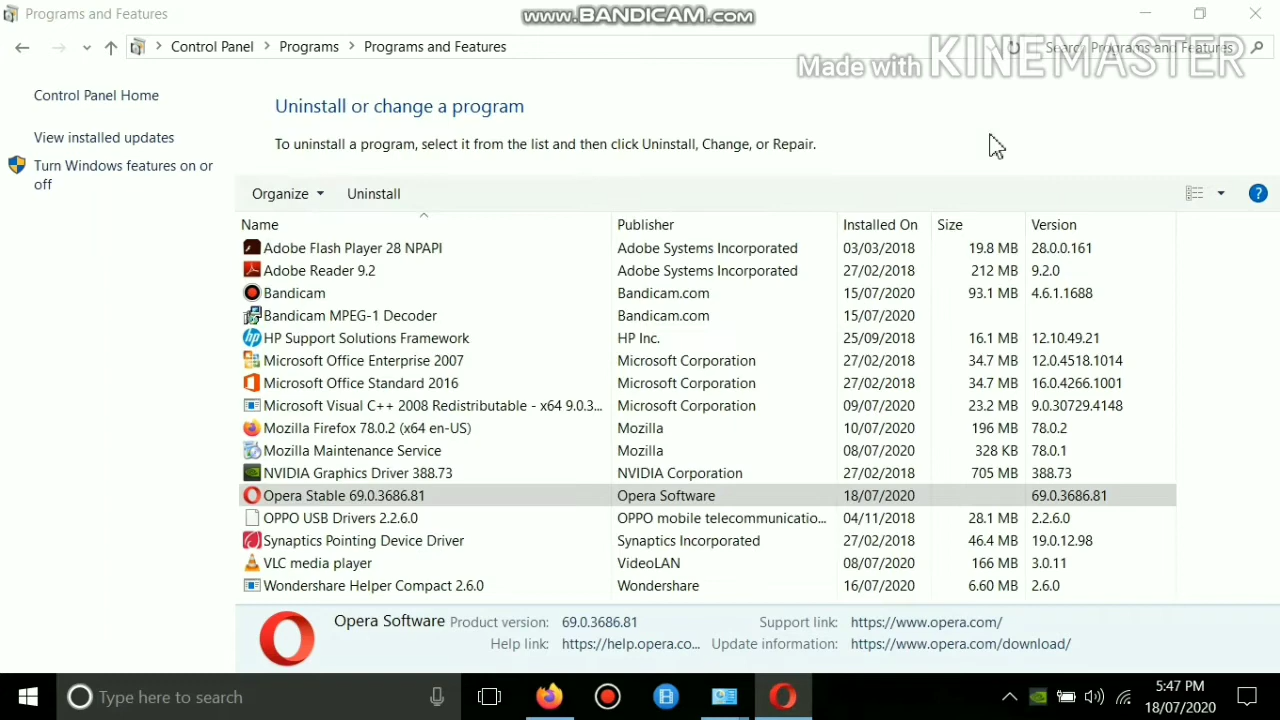 Programs and Features
www.BANDICAM.com
Control Panel > Programs > Programs and Features
Search Programs and Features
Made with KINEMASTER
Control Panel Home
View installed updates
Turn Windows features on or
off
Uninstall or change a program
To uninstall a program, select it from the list and then click Uninstall, Change, or Repair.
Organize Uninstall
Name Publisher Installed On Size Version
Adobe Flash Player 28 NPAPI Adobe Systems Incorporated 03/03/2018 19.8 MB 28.0.0.161
Adobe Reader 9.2 Adobe Systems Incorporated 27/02/2018 212 MB 9.2.0
Bandicam Bandicam.com 15/07/2020 93.1 MB 4.6.1.1688
Bandicam MPEG-1 Decoder Bandicam.com 15/07/2020
HP Support Solutions Framework HP Inc. 25/09/2018 16.1 MB 12.10.49.21
Microsoft Office Enterprise 2007 Microsoft Corporation 27/02/2018 34.7 MB 12.0.4518.1014
Microsoft Office Standard 2016 Microsoft Corporation 27/02/2018 34.7 MB 16.0.4266.1001
Microsoft Visual C++ 2008 Redistributable - x64 9.0.3... Microsoft Corporation 09/07/2020 23.2 MB 9.0.30729.4148
Mozilla Firefox 78.0.2 (x64 en-US) Mozilla 10/07/2020 196 MB 78.0.2
Mozilla Maintenance Service Mozilla 08/07/2020 328 KB 78.0.1
NVIDIA Graphics Driver 388.73 NVIDIA Corporation 27/02/2018 705 MB 388.73
Opera Stable 69.0.3686.81 Opera Software 18/07/2020 69.0.3686.81
OPPO USB Drivers 2.2.6.0 OPPO mobile telecommunicatio... 04/11/2018 28.1 MB 2.2.6.0
Synaptics Pointing Device Driver Synaptics Incorporated 27/02/2018 46.4 MB 19.0.12.98
VLC media player VideoLAN 08/07/2020 166 MB 3.0.11
Wondershare Helper Compact 2.6.0 Wondershare 16/07/2020 6.60 MB 2.6.0
Opera Software Product version: 69.0.3686.81 Support link: https://www.opera.com/
Help link: https://help.opera.co... Update information: https://www.opera.com/download/
Type here to search
5:47 PM
18/07/2020